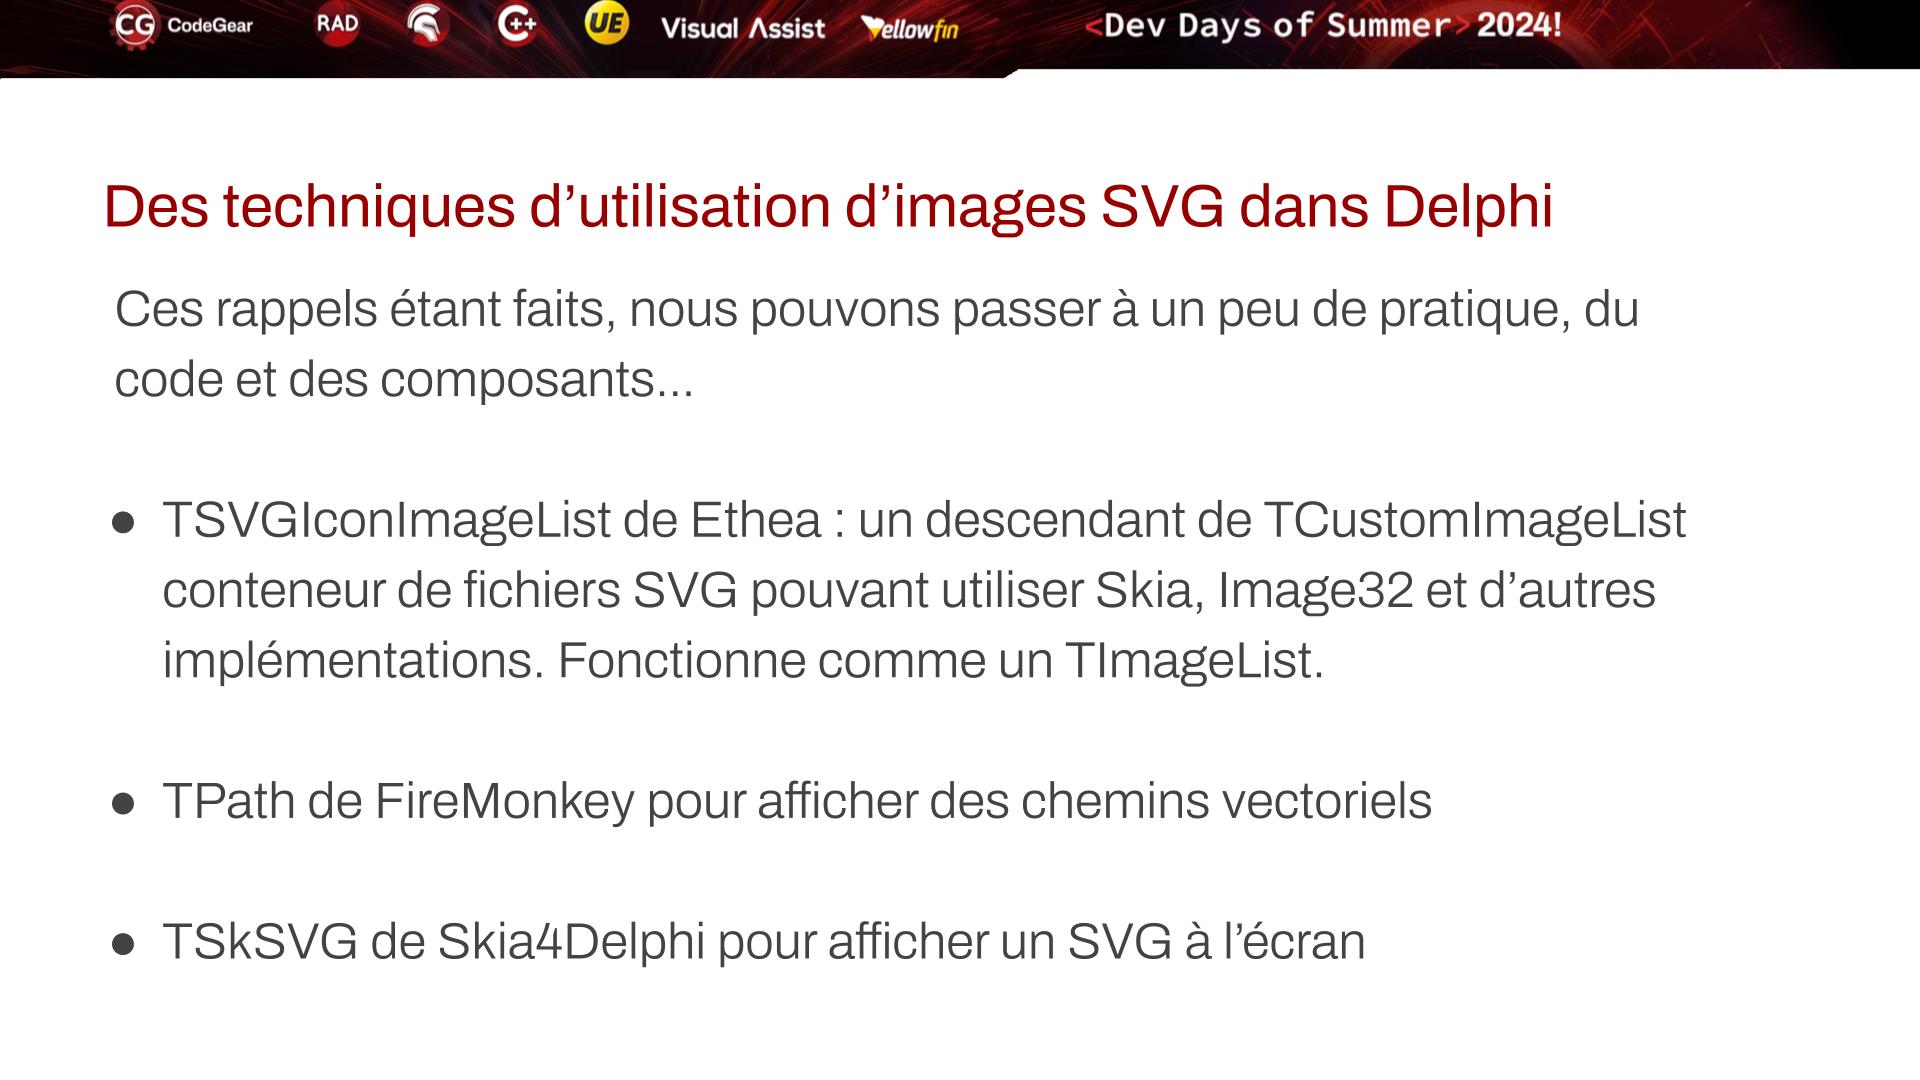 CG CodeGear RAD C++ UE Visual Assist Yellowfin <Dev Days of Summer> 2024!
Des techniques d’utilisation d’images SVG dans Delphi
Ces rappels étant faits, nous pouvons passer à un peu de pratique, du
code et des composants...
● TSVGIconImageList de Ethea : un descendant de TCustomImageList
conteneur de fichiers SVG pouvant utiliser Skia, Image32 et d’autres
implémentations. Fonctionne comme un TImageList.
● TPath de FireMonkey pour afficher des chemins vectoriels
● TSkSVG de Skia4Delphi pour afficher un SVG à l’écran